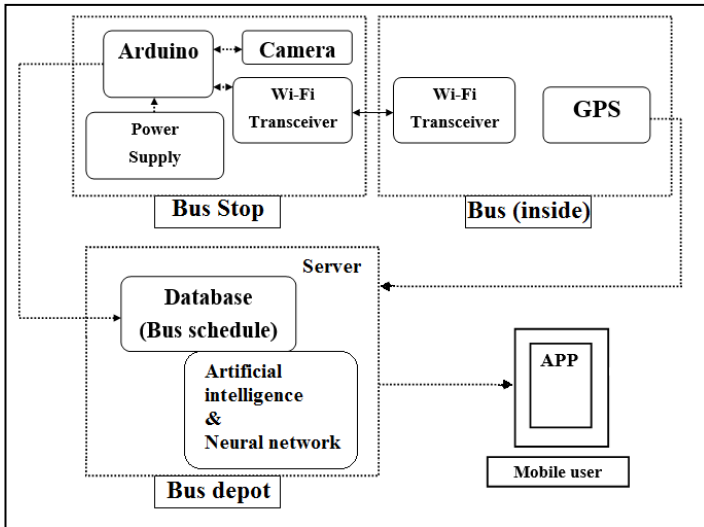 Arduino
Camera
Wi-Fi
Transceiver
Power
Supply
Bus Stop
Wi-Fi
Transceiver
GPS
Bus (inside)
Server
Database
(Bus schedule)
Artificial
intelligence
&
Neural network
Bus depot
APP
Mobile user